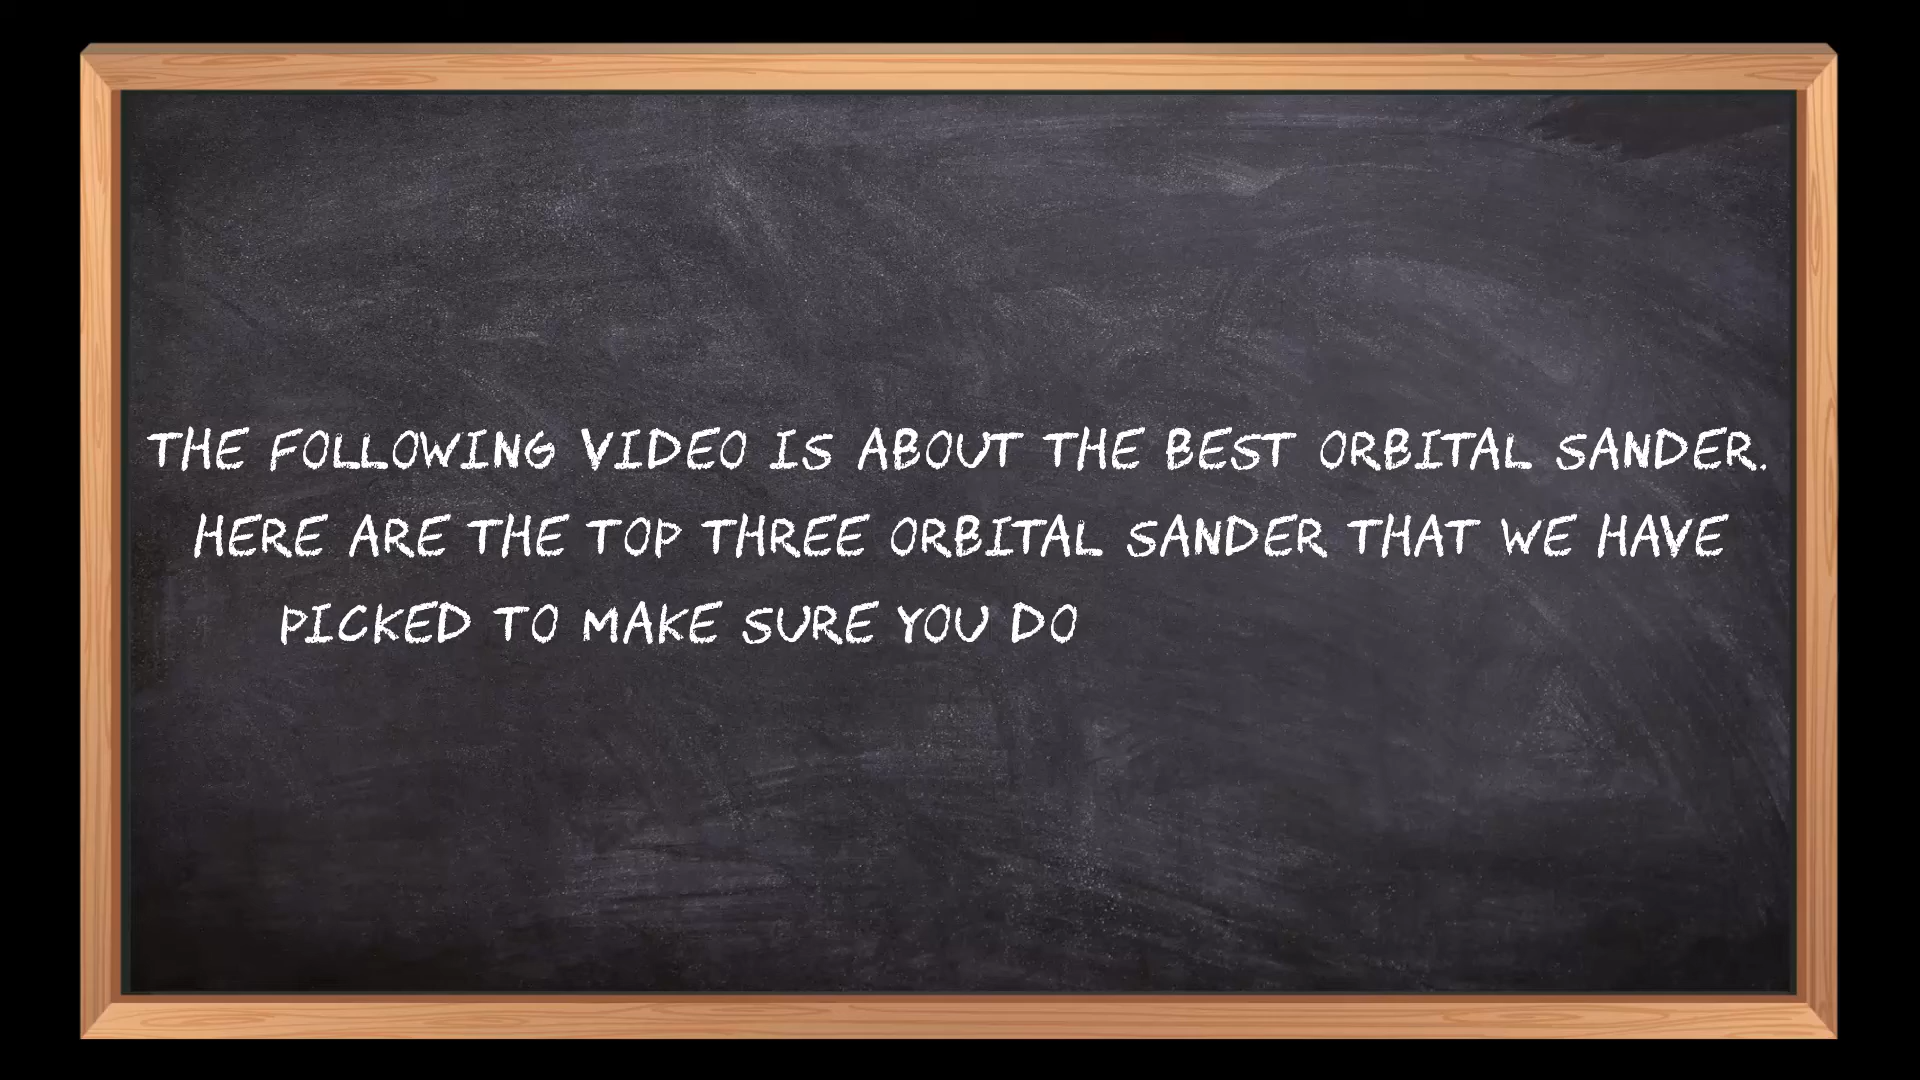 THE FOLLOWING VIDEO IS ABOUT THE BEST ORBITAL SANDER.
HERE ARE THE TOP THREE ORBITAL SANDER THAT WE HAVE
PICKED TO MAKE SURE YOU DO